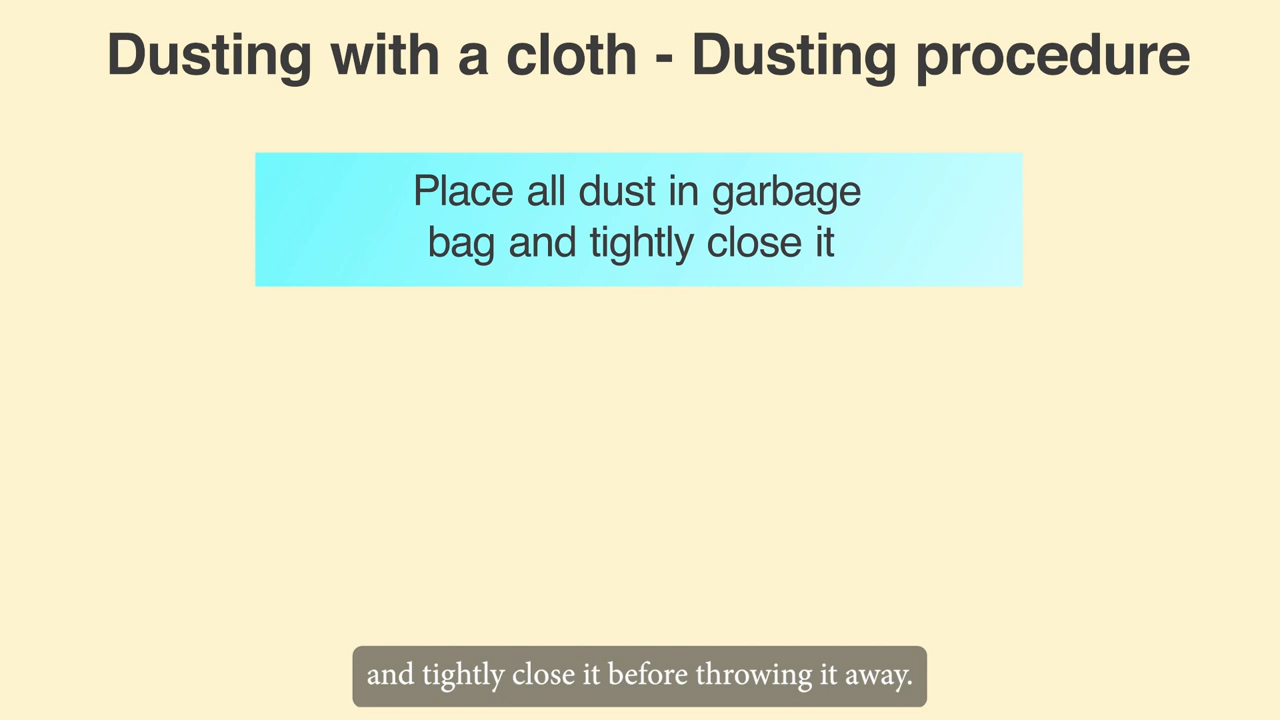 Dusting with a cloth - Dusting procedure
Place all dust in garbage
bag and tightly close it
and tightly close it before throwing it away.